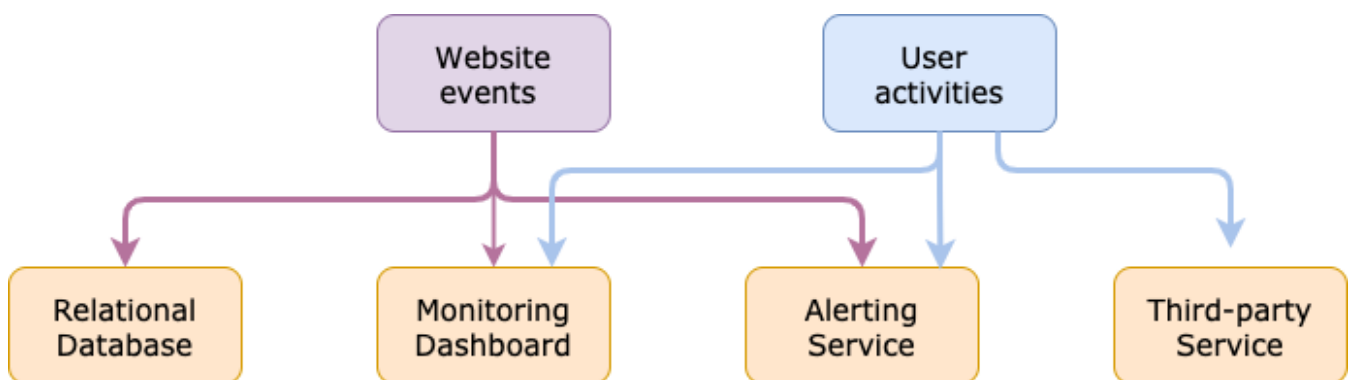 Website
events
User
activities
Relational
Database
Monitoring
Dashboard
Alerting
Service
Third-party
Service